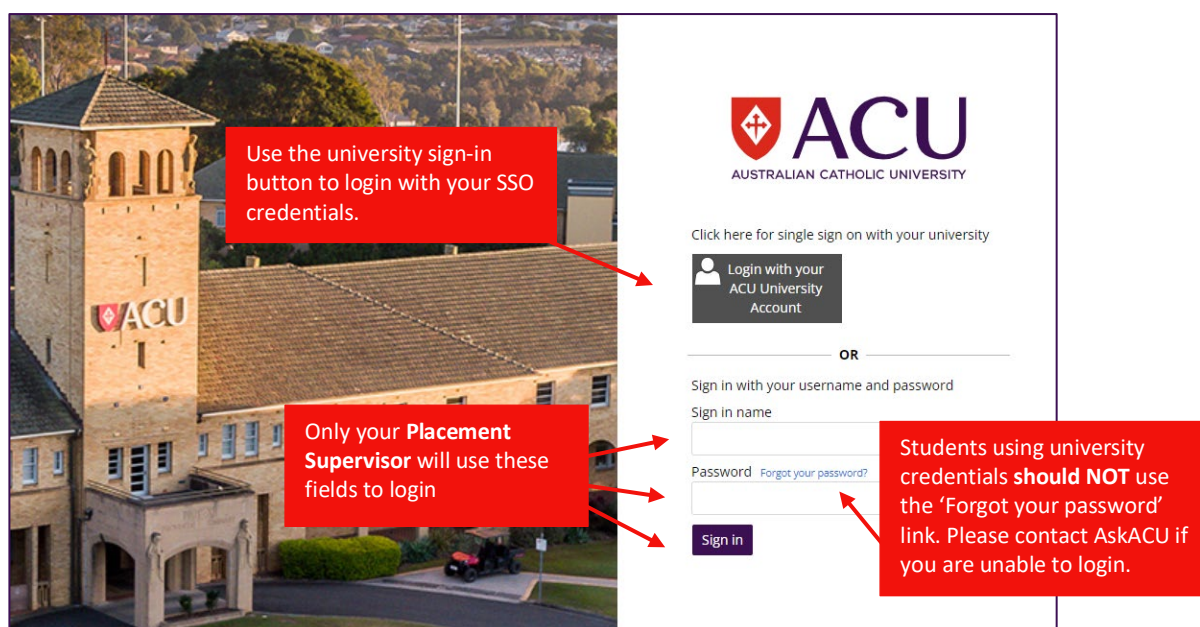 ACU
Use the university sign-in
button to login with your SSO
credentials.
ACU
AUSTRALIAN CATHOLIC UNIVERSITY
Click here for single sign on with your university
Login with your
ACU University
Account
OR
Sign in with your username and password
Sign in name
Only your Placement
Supervisor will use these
fields to login
Password Forgot your password?
Sign in
Students using university
credentials should NOT use
the ‘Forgot your password’
link. Please contact AskACU if
you are unable to login.